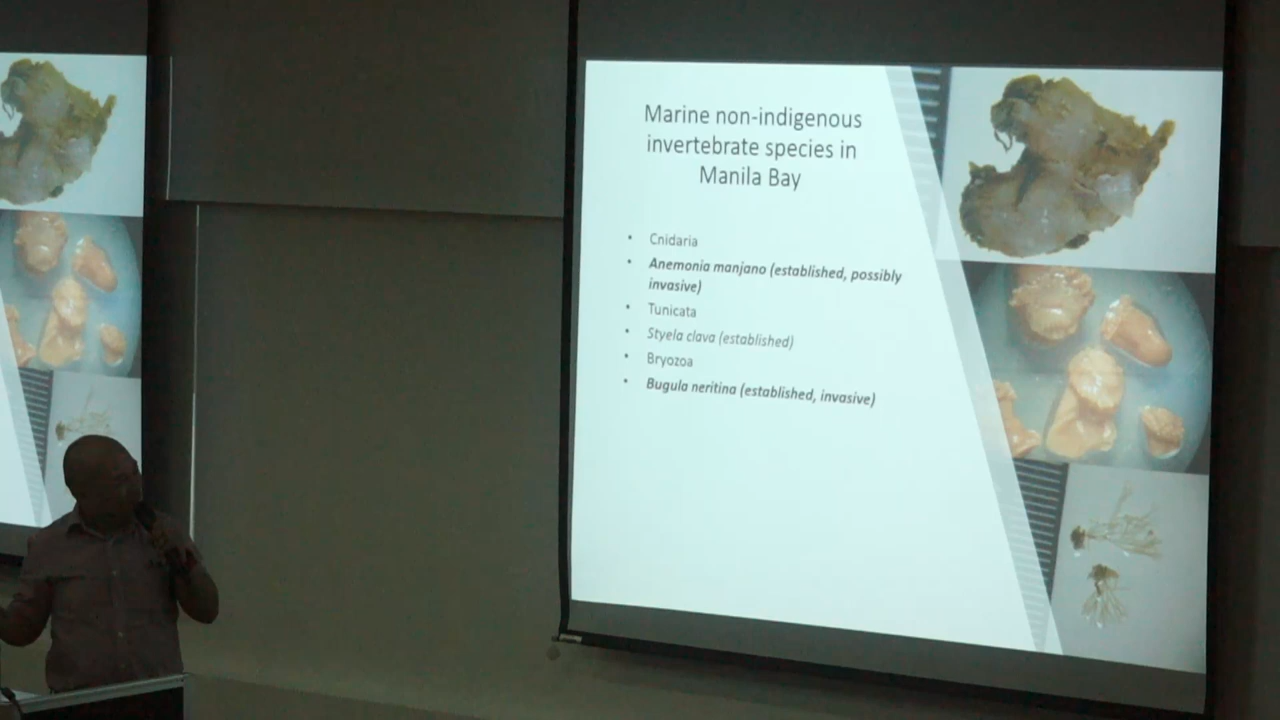 Marine non-indigenous
invertebrate species in
Manila Bay
• Cnidaria
• Anemonia manjano (established, possibly
invasive)
• Tunicata
• Styela clava (established)
• Bryozoa
• Bugula neritina (established, invasive)